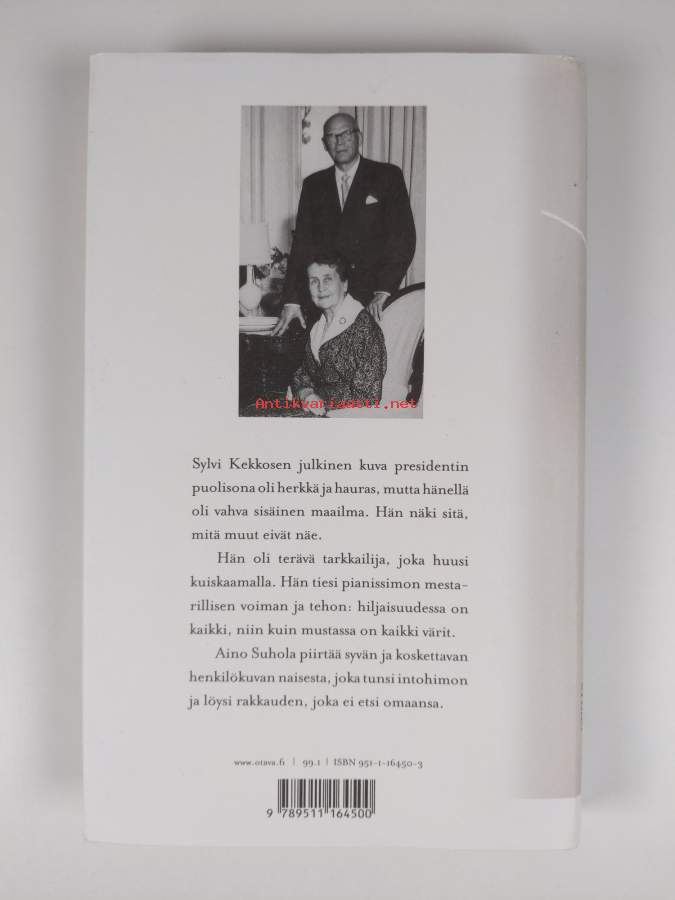 Antikvariaatti.net
Sylvi Kekkosen julkinen kuva presidentin
puolisona oli herkkä ja hauras, mutta hänellä
oli vahva sisäinen maailma. Hän näki sitä,
mitä muut eivät näe.
Hän oli terävä tarkkailija, joka huusi
kuiskaamalla. Hän tiesi pianissimon mesta-
rillisen voiman ja tehon: hiljaisuudessa on
kaikki, niin kuin mustassa on kaikki värit.
Aino Suhola piirtää syvän ja koskettavan
henkilökuvan naisesta, joka tunsi intohimon
ja löysi rakkauden, joka ei etsi omaansa.
www.otava.fi | 99.1 | ISBN 951-1-16450-3
9 789511 164500